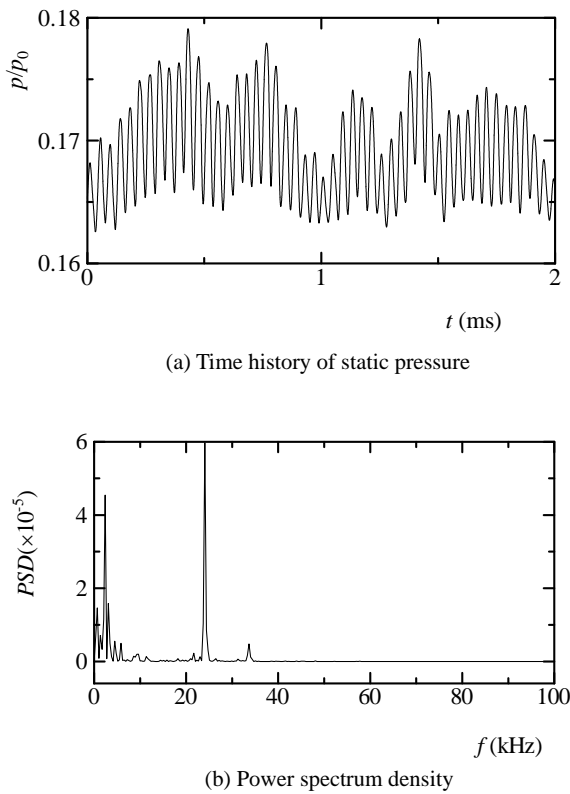 0.18
p/p0
0.17
0.16
0 1 2
t (ms)
(a) Time history of static pressure
6
PSD(×10-5)
4
2
0
0 20 40 60 80 100
f (kHz)
(b) Power spectrum density